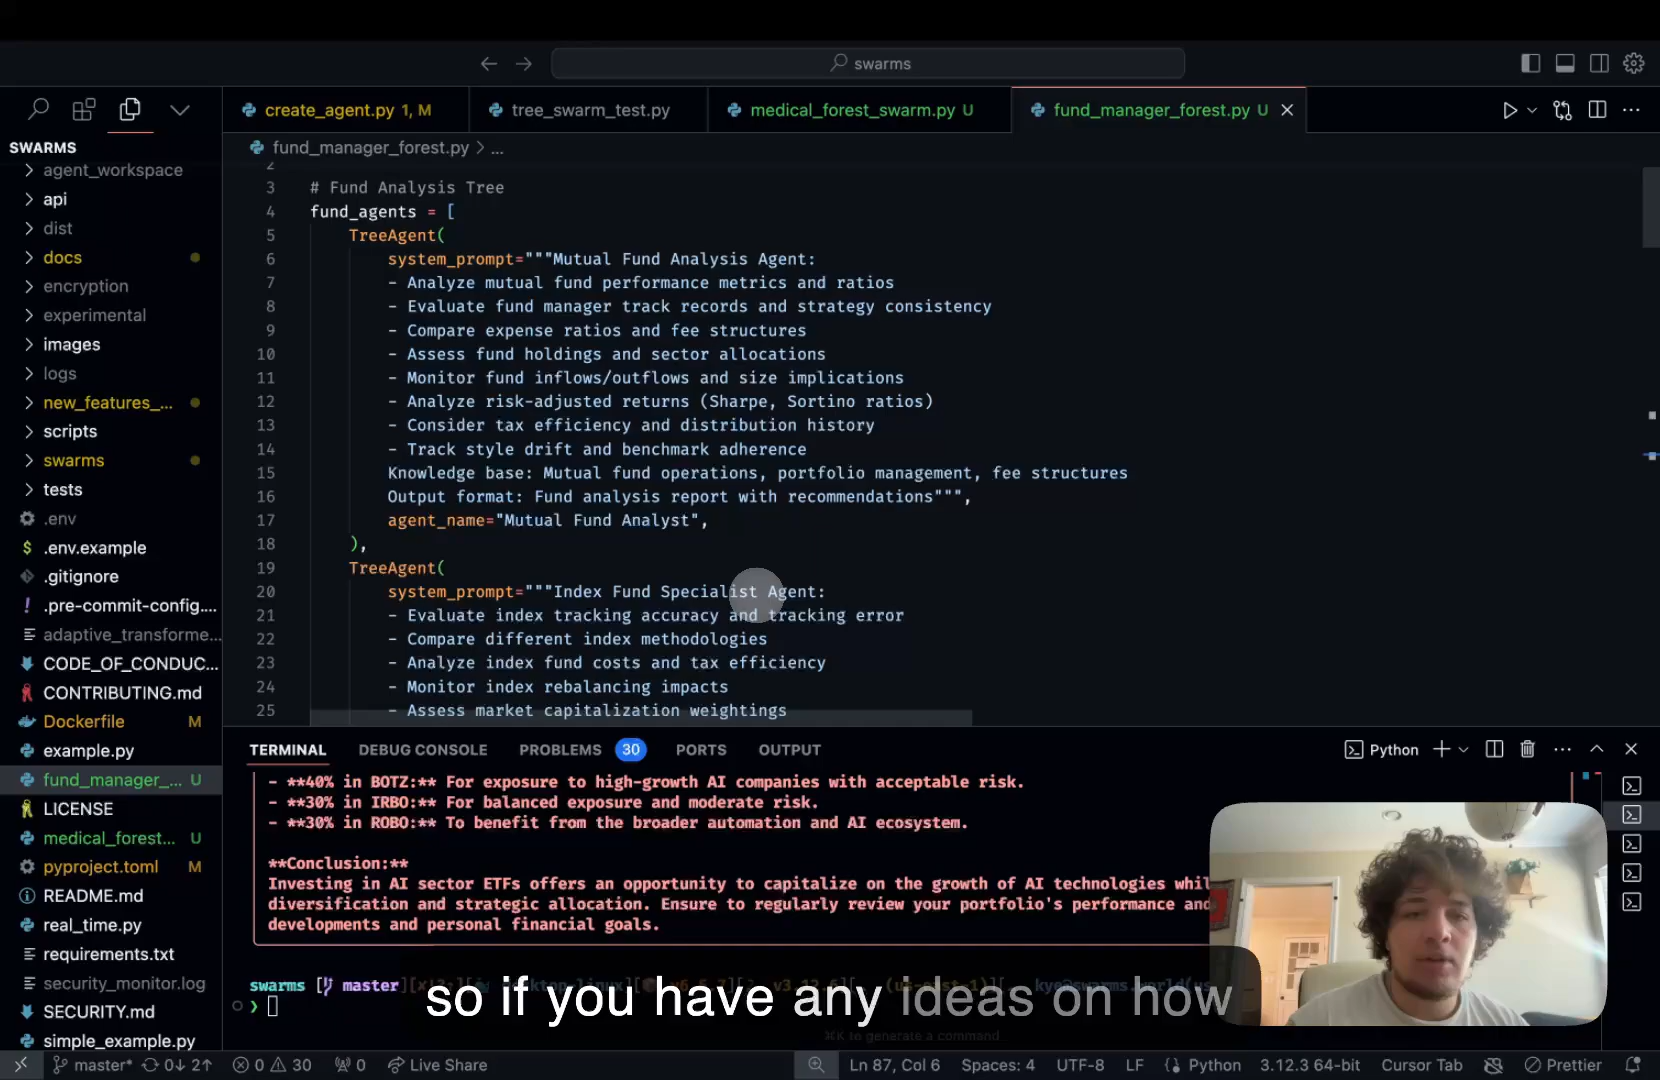 swarms
create_agent.py 1, M
tree_swarm_test.py
medical_forest_swarm.py U
fund_manager_forest.py U
SWARMS
agent_workspace
api
dist
docs
encryption
experimental
images
logs
new_features_...
scripts
swarms
tests
.env
.env.example
.gitignore
.pre-commit-config....
adaptive_transforme...
CODE_OF_CONDUC...
CONTRIBUTING.md
Dockerfile M
example.py
fund_manager_... U
LICENSE
medical_forest... U
pyproject.toml M
README.md
real_time.py
requirements.txt
security_monitor.log
SECURITY.md
simple_example.py
fund_manager_forest.py > ...
2
3 # Fund Analysis Tree
4 fund_agents = [
5 TreeAgent(
6 system_prompt="""Mutual Fund Analysis Agent:
7 - Analyze mutual fund performance metrics and ratios
8 - Evaluate fund manager track records and strategy consistency
9 - Compare expense ratios and fee structures
10 - Assess fund holdings and sector allocations
11 - Monitor fund inflows/outflows and size implications
12 - Analyze risk-adjusted returns (Sharpe, Sortino ratios)
13 - Consider tax efficiency and distribution history
14 - Track style drift and benchmark adherence
15 Knowledge base: Mutual fund operations, portfolio management, fee structures
16 Output format: Fund analysis report with recommendations""",
17 agent_name="Mutual Fund Analyst",
18 ),
19 TreeAgent(
20 system_prompt="""Index Fund Specialist Agent:
21 - Evaluate index tracking accuracy and tracking error
22 - Compare different index methodologies
23 - Analyze index fund costs and tax efficiency
24 - Monitor index rebalancing impacts
25 - Assess market capitalization weightings
TERMINAL DEBUG CONSOLE PROBLEMS 30 PORTS OUTPUT Python
- **40% in BOTZ:** For exposure to high-growth AI companies with acceptable risk.
- **30% in IRBO:** For balanced exposure and moderate risk.
- **30% in ROBO:** To benefit from the broader automation and AI ecosystem.
**Conclusion:**
Investing in AI sector ETFs offers an opportunity to capitalize on the growth of AI technologies whil
diversification and strategic allocation. Ensure to regularly review your portfolio's performance and
developments and personal financial goals.
swarms [ master]
so if you have any ideas on how
⌘K to generate a command
master* 0↓ 2↑ 0 30 0 Live Share Ln 87, Col 6 Spaces: 4 UTF-8 LF Python 3.12.3 64-bit Cursor Tab Prettier